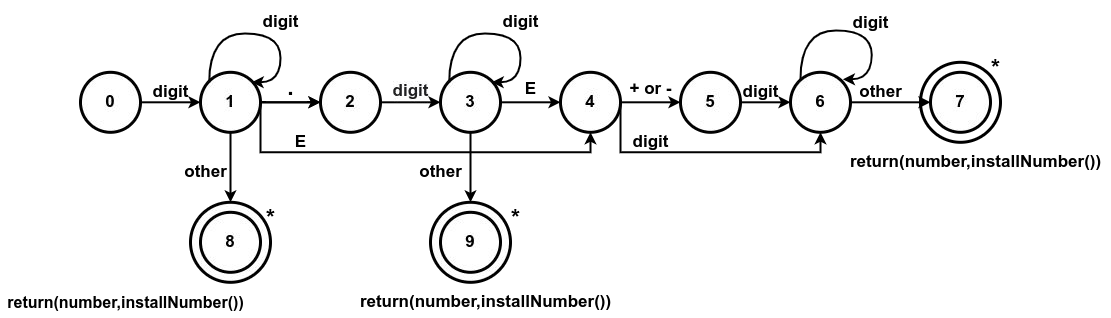 digit digit digit
0 digit 1 . 2 digit 3 E 4 + or - 5 digit 6 other 7 *
E digit
return(number,installNumber())
other other
8 * 9 *
return(number,installNumber()) return(number,installNumber())